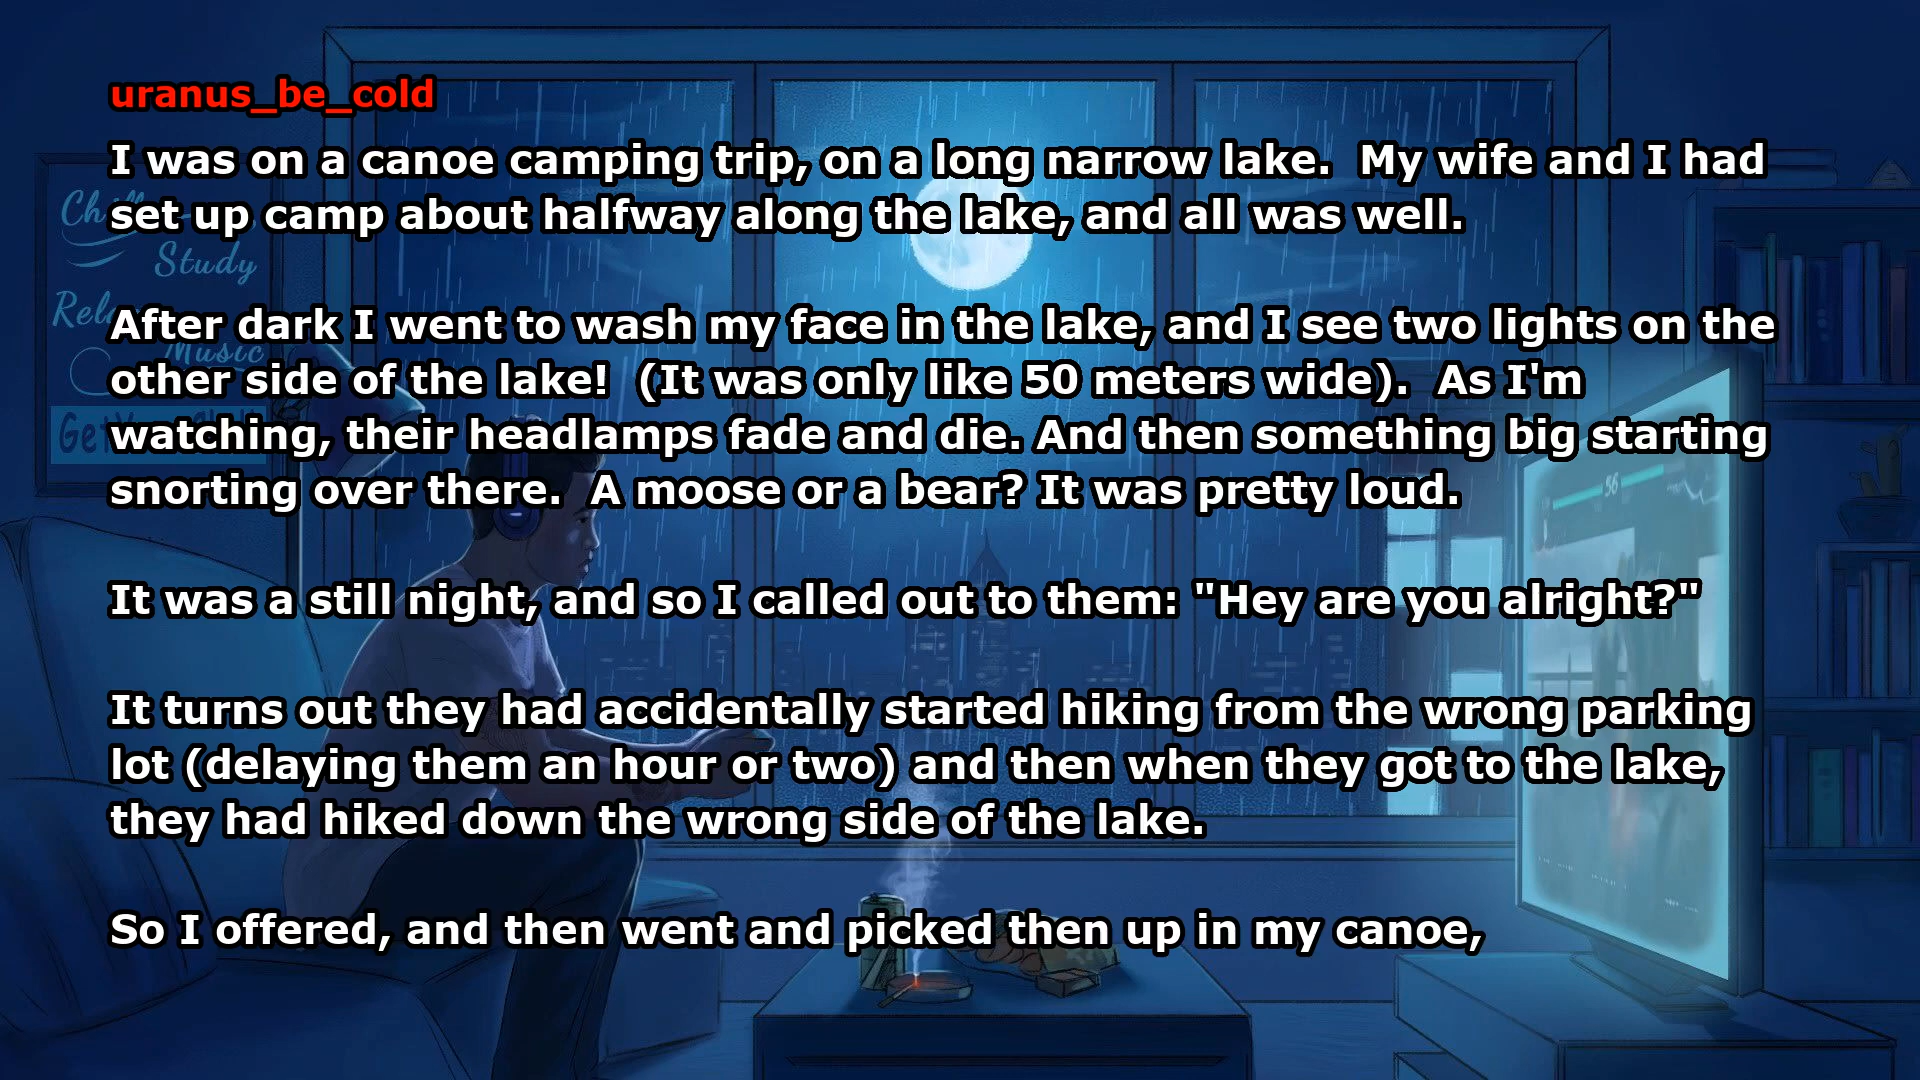 uranus_be_cold
I was on a canoe camping trip, on a long narrow lake.  My wife and I had
set up camp about halfway along the lake, and all was well.
After dark I went to wash my face in the lake, and I see two lights on the
other side of the lake!  (It was only like 50 meters wide).  As I'm
watching, their headlamps fade and die. And then something big starting
snorting over there.  A moose or a bear? It was pretty loud.
It was a still night, and so I called out to them: "Hey are you alright?"
It turns out they had accidentally started hiking from the wrong parking
lot (delaying them an hour or two) and then when they got to the lake,
they had hiked down the wrong side of the lake.
So I offered, and then went and picked then up in my canoe,
Study
Music
56